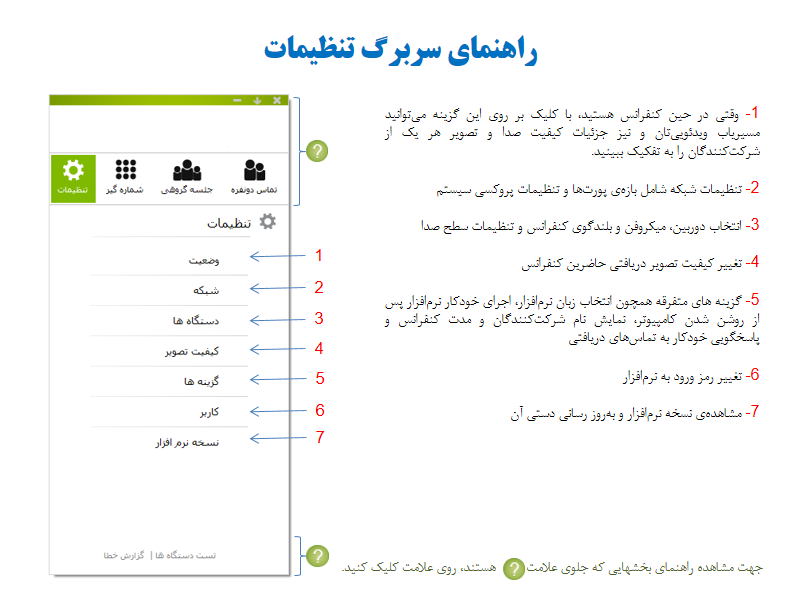 راهنمای سربرگ تنظیمات
1- وقتی در حین کنفرانس هستید، با کلیک بر روی این گزینه می‌توانید
مسیریاب ویدئویی‌تان و نیز جزئیات کیفیت صدا و تصویر هر یک از
شرکت‌کنندگان را به تفکیک ببینید.
2- تنظیمات شبکه شامل بازه‌ی پورت‌ها و تنظیمات پروکسی سیستم
3- انتخاب دوربین، میکروفن و بلندگوی کنفرانس و تنظیمات سطح صدا
4- تغییر کیفیت تصویر دریافتی حاضرین کنفرانس
5- گزینه های متفرقه همچون انتخاب زبان نرم‌افزار، اجرای خودکار نرم‌افزار پس
از روشن شدن کامپیوتر، نمایش نام شرکت‌کنندگان و مدت کنفرانس و
پاسخگویی خودکار به تماس‌های دریافتی
6- تغییر رمز ورود به نرم‌افزار
7- مشاهده‌ی نسخه نرم‌افزار و به‌روز رسانی دستی آن
?
تماس دونفره
جلسه گروهی
شماره گیر
تنظیمات
تنظیمات
وضعیت 1
شبکه 2
دستگاه ها 3
کیفیت تصویر 4
گزینه ها 5
کاربر 6
نسخه نرم افزار 7
تست دستگاه ها | گزارش خطا
?
جهت مشاهده راهنمای بخشهایی که جلوی علامت ? هستند، روی علامت کلیک کنید.